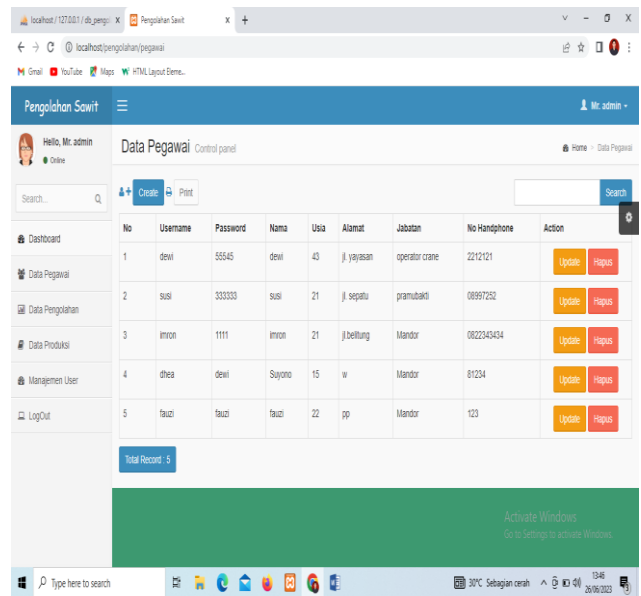 localhost / 127.0.0.1 / db_pengo X Pengolahan Sawit X +
localhost/pengolahan/pegawai
Gmail YouTube Maps HTML Layout Eleme...
Pengolahan Sawit Mr. admin
Hello, Mr. admin
Online
Data Pegawai Control panel
Home > Data Pegawai
Search...
Create Print Search
No Username Password Nama Usia Alamat Jabatan No Handphone Action
1 dewi 55545 dewi 43 jl. yayasan operator crane 2212121 Update Hapus
2 susi 333333 susi 21 jl. sepatu pramubakti 08997252 Update Hapus
3 imron 1111 imron 21 jl.belitung Mandor 0822343434 Update Hapus
4 dhea dewi Suyono 15 w Mandor 81234 Update Hapus
5 fauzi fauzi fauzi 22 pp Mandor 123 Update Hapus
Total Record : 5
Dashboard
Data Pegawai
Data Pengolahan
Data Produksi
Manajemen User
LogOut
Activate Windows
Go to Settings to activate Windows.
Type here to search
30°C Sebagian cerah
13:46
26/06/2023